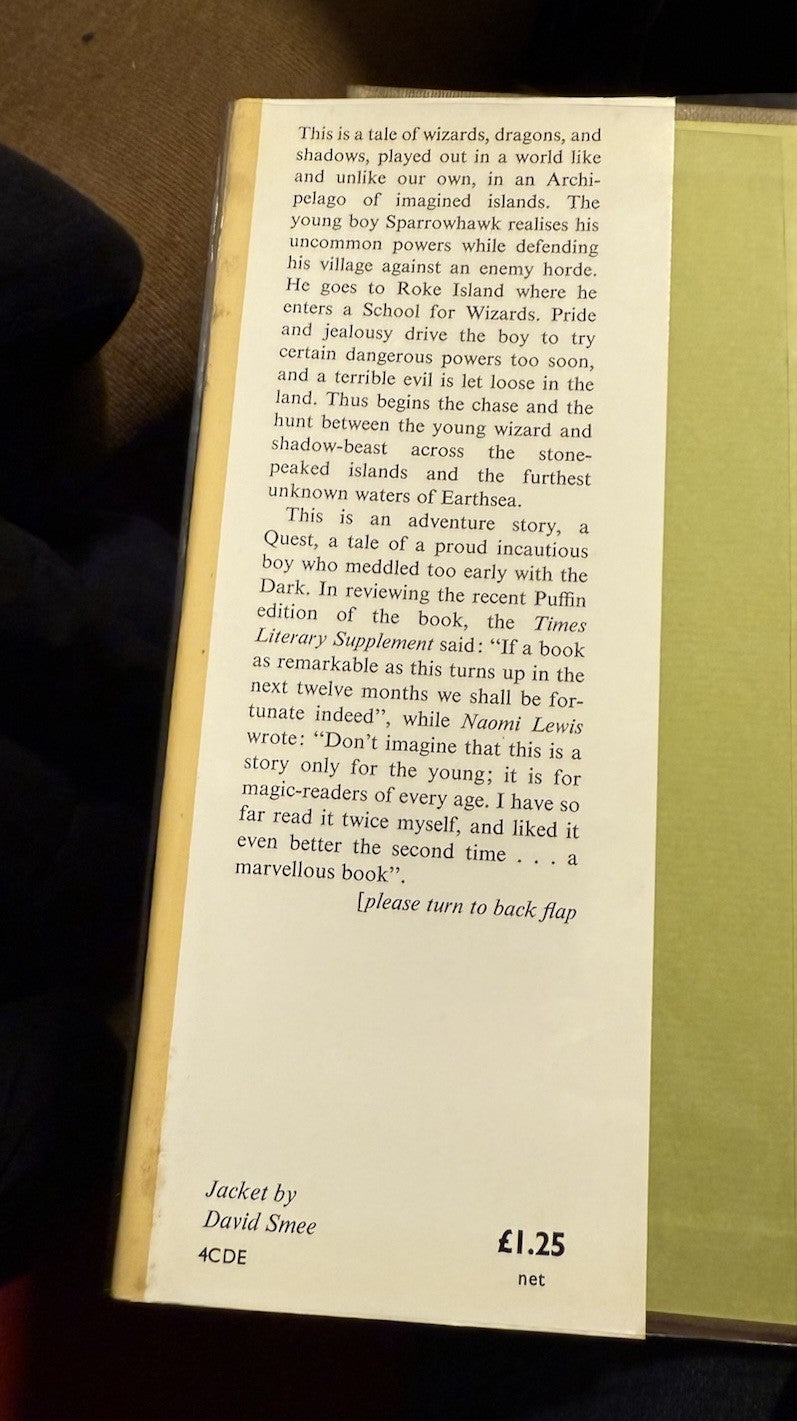 This is a tale of wizards, dragons, and
shadows, played out in a world like
and unlike our own, in an Archi-
pelago of imagined islands. The
young boy Sparrowhawk realises his
uncommon powers while defending
his village against an enemy horde.
He goes to Roke Island where he
enters a School for Wizards. Pride
and jealousy drive the boy to try
certain dangerous powers too soon,
and a terrible evil is let loose in the
land. Thus begins the chase and the
hunt between the young wizard and
shadow-beast across the stone-
peaked islands and the furthest
unknown waters of Earthsea.
This is an adventure story, a
Quest, a tale of a proud incautious
boy who meddled too early with the
Dark. In reviewing the recent Puffin
edition of the book, the Times
Literary Supplement said: “If a book
as remarkable as this turns up in the
next twelve months we shall be for-
tunate indeed”, while Naomi Lewis
wrote: “Don’t imagine that this is a
story only for the young; it is for
magic-readers of every age. I have so
far read it twice myself, and liked it
even better the second time . . . a
marvellous book”.
[please turn to back flap
Jacket by
David Smee
4CDE
£1.25
net